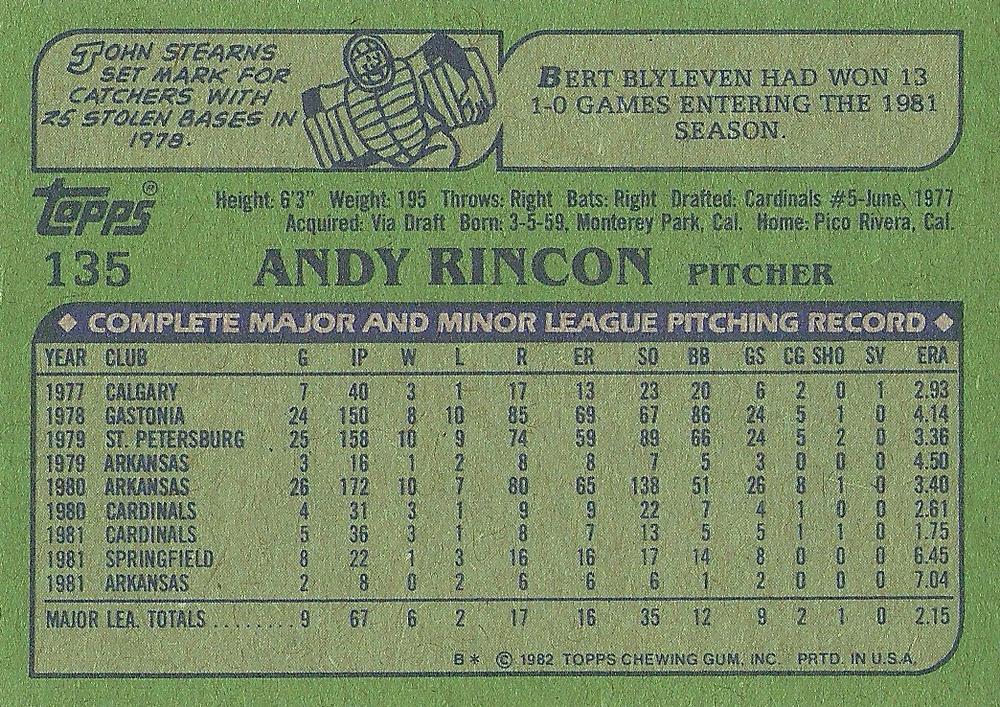 JOHN STEARNS
SET MARK FOR
CATCHERS WITH
25 STOLEN BASES IN
1978.
BERT BLYLEVEN HAD WON 13
1-0 GAMES ENTERING THE 1981
SEASON.
Topps®
Height: 6'3" Weight: 195 Throws: Right Bats: Right Drafted: Cardinals #5-June, 1977
Acquired: Via Draft Born: 3-5-59, Monterey Park, Cal. Home: Pico Rivera, Cal.
135 ANDY RINCON PITCHER
◆ COMPLETE MAJOR AND MINOR LEAGUE PITCHING RECORD ◆
YEAR CLUB G IP W L R ER SO BB GS CG SHO SV ERA
1977 CALGARY 7 40 3 1 17 13 23 20 6 2 0 1 2.93
1978 GASTONIA 24 150 8 10 85 69 67 86 24 5 1 0 4.14
1979 ST. PETERSBURG 25 158 10 9 74 59 89 66 24 5 2 0 3.36
1979 ARKANSAS 3 16 1 2 8 8 7 5 3 0 0 0 4.50
1980 ARKANSAS 26 172 10 7 80 65 138 51 26 8 1 0 3.40
1980 CARDINALS 4 31 3 1 9 9 22 7 4 1 0 0 2.61
1981 CARDINALS 5 36 3 1 8 7 13 5 5 1 1 0 1.75
1981 SPRINGFIELD 8 22 1 3 16 16 17 14 8 0 0 0 6.45
1981 ARKANSAS 2 8 0 2 6 6 6 1 2 0 0 0 7.04
MAJOR LEA. TOTALS ........ 9 67 6 2 17 16 35 12 9 2 1 0 2.15
B* © 1982 TOPPS CHEWING GUM, INC. PRTD. IN U.S.A.